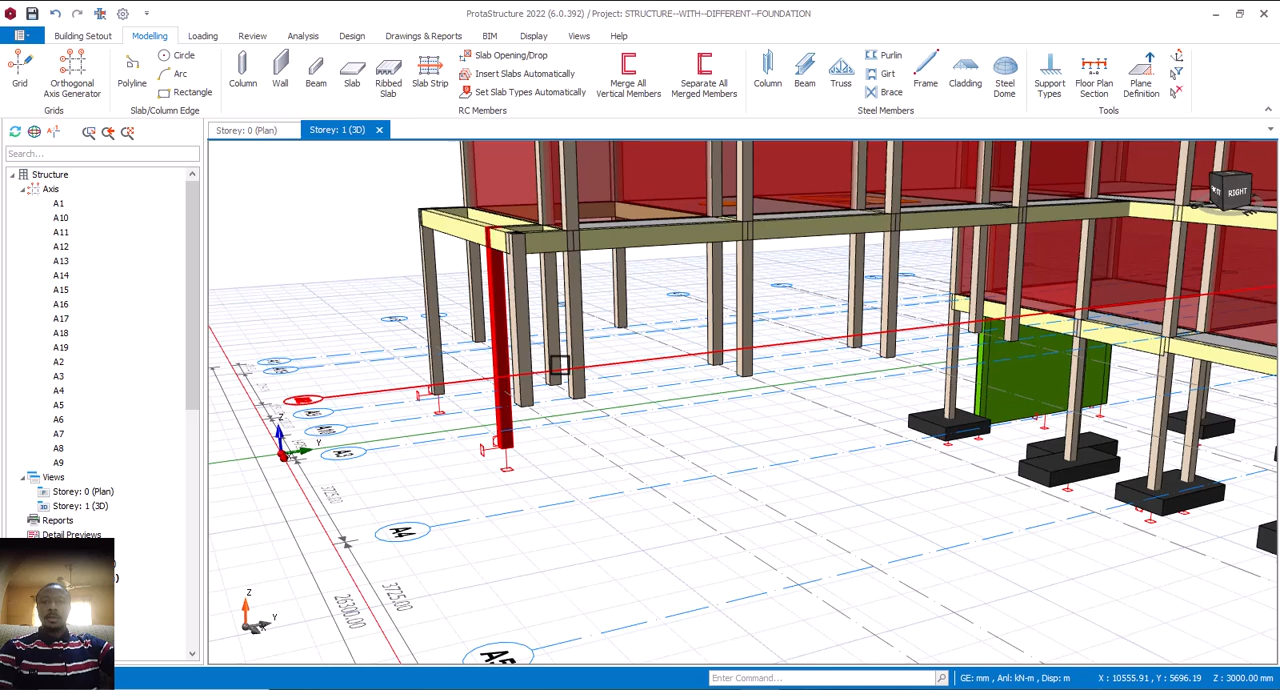 ProtaStructure 2022 (6.0.392) / Project: STRUCTURE--WITH--DIFFERENT--FOUNDATION
Building Setout Modelling Loading Review Analysis Design Drawings & Reports BIM Display Views Help
Grid
Orthogonal Axis Generator
Grids
Polyline
Circle
Arc
Rectangle
Slab/Column Edge
Column
Wall
Beam
Slab
Ribbed Slab
Slab Strip
Slab Opening/Drop
Insert Slabs Automatically
Set Slab Types Automatically
Merge All Vertical Members
Separate All Merged Members
RC Members
Column
Beam
Truss
Purlin
Girt
Brace
Frame
Cladding
Steel Dome
Steel Members
Support Types
Floor Plan Section
Plane Definition
Tools
Storey: 0 (Plan)
Storey: 1 (3D)
Search...
Structure
Axis
A1
A10
A11
A12
A13
A14
A15
A16
A17
A18
A19
A2
A3
A4
A5
A6
A7
A8
A9
Views
Storey: 0 (Plan)
Storey: 1 (3D)
Reports
Detail Previews
RIGHT
Z
Y
A3
A4
3725.00
3725.00
26300.00
Z
Y
Enter Command...
GE: mm , Anl: kN-m , Disp: m
X : 10555.91 , Y : 5696.19
Z : 3000.00 mm